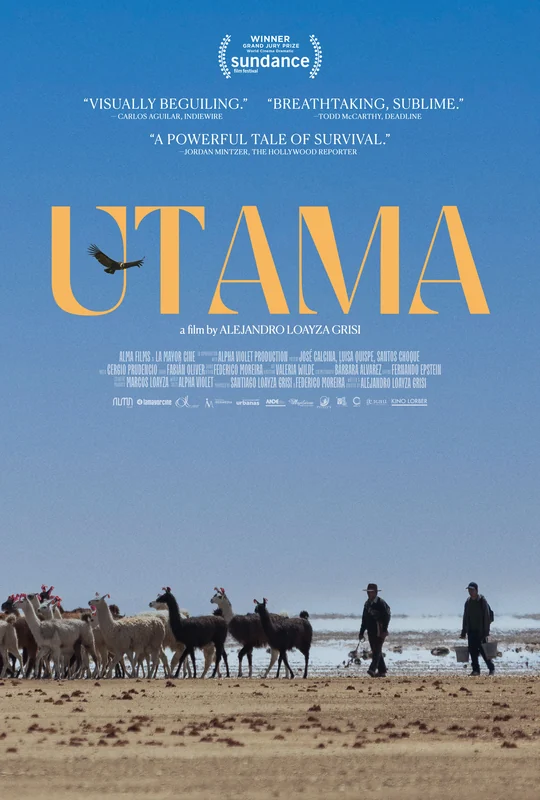 WINNER
GRAND JURY PRIZE
World Cinema Dramatic
sundance
film festival
“VISUALLY BEGUILING.” “BREATHTAKING, SUBLIME.”
—CARLOS AGUILAR, INDIEWIRE —TODD McCARTHY, DEADLINE
“A POWERFUL TALE OF SURVIVAL.”
—JORDAN MINTZER, THE HOLLYWOOD REPORTER
UTAMA
a film by ALEJANDRO LOAYZA GRISI
ALMA FILMS & LA MAYOR CINE ALPHA VIOLET PRODUCTION JOSÉ CALCINA, LUISA QUISPE, SANTOS CHOQUE
SERGIO PRUDENCIO FABIÁN OLIVER FEDERICO MOREIRA VALERIA WILDE BARBARA ALVAREZ FERNANDO EPSTEIN
MARCOS LOAYZA ALPHA VIOLET SANTIAGO LOAYZA GRISI & FEDERICO MOREIRA ALEJANDRO LOAYZA GRISI
lamayorcine KINO LORBER